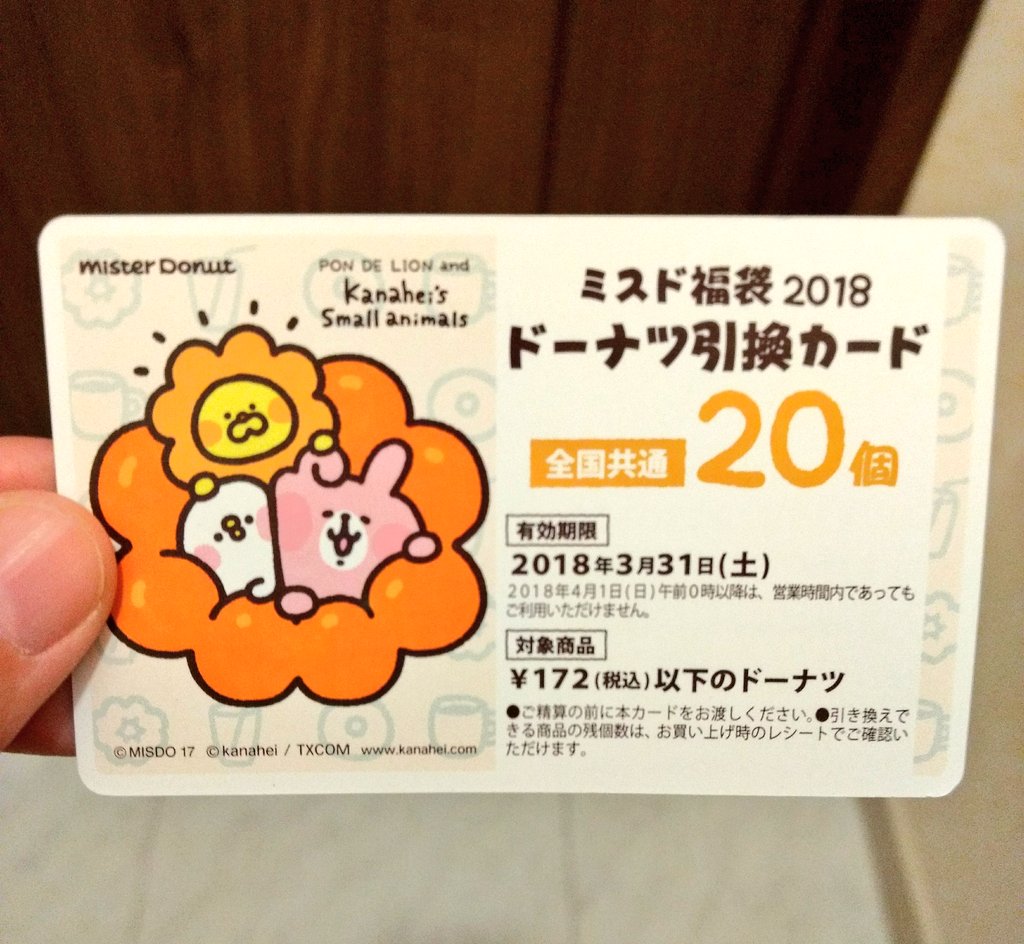 mister Donut
PON DE LION and
Kanahei's
Small animals
ミスド福袋 2018
ドーナツ引換カード
全国共通 20個
有効期限
2018年3月31日(土)
2018年4月1日(日)午前0時以降は、営業時間内であっても
ご利用いただけません。
対象商品
¥172(税込)以下のドーナツ
●ご精算の前に本カードをお渡しください。●引き換えで
きる商品の残個数は、お買い上げ時のレシートでご確認い
ただけます。
©MISDO 17 ©kanahei / TXCOM www.kanahei.com